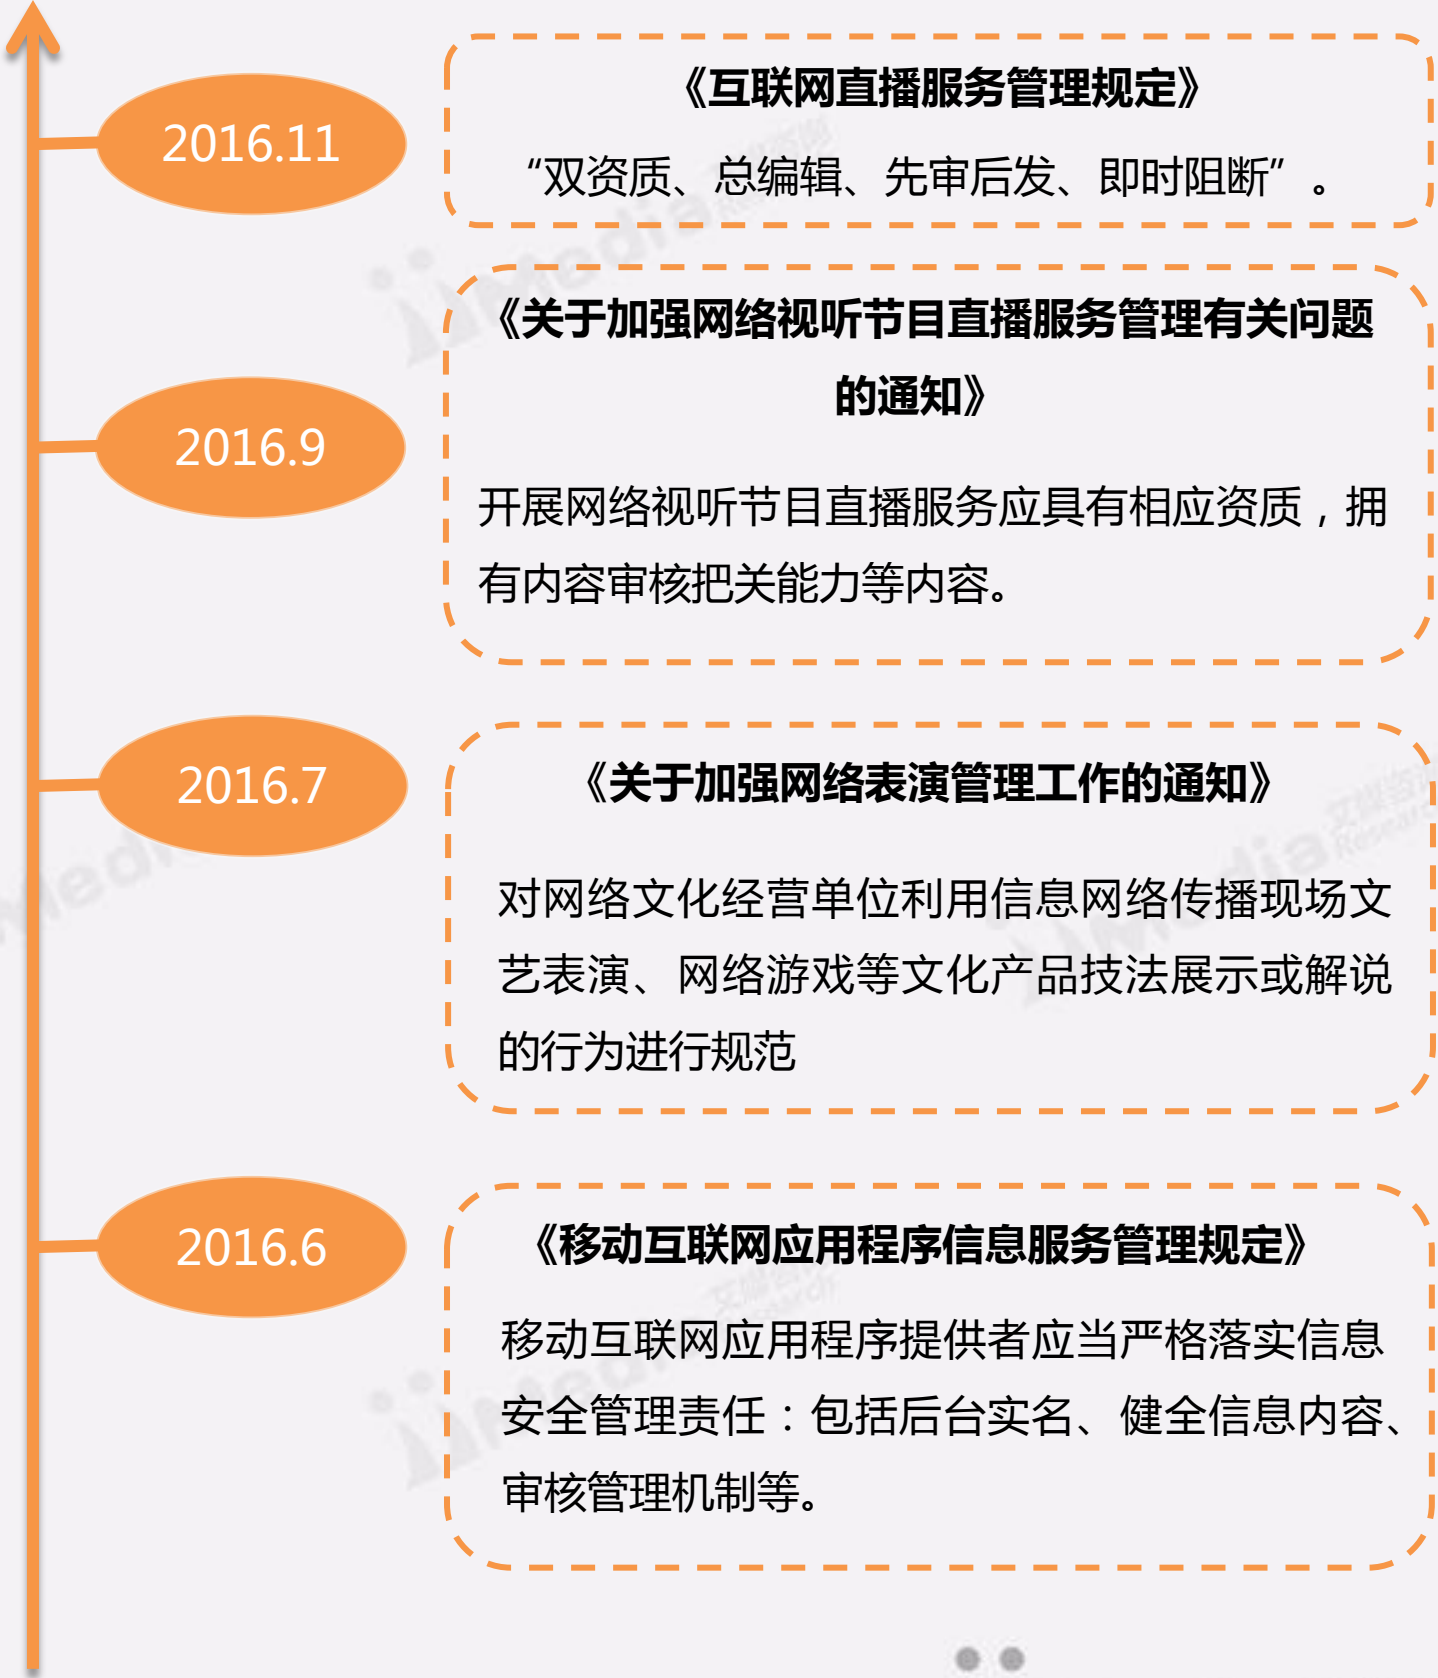 2016.11
《互联网直播服务管理规定》
“双资质、总编辑、先审后发、即时阻断”。
2016.9
《关于加强网络视听节目直播服务管理有关问题
的通知》
开展网络视听节目直播服务应具有相应资质，拥
有内容审核把关能力等内容。
2016.7
《关于加强网络表演管理工作的通知》
对网络文化经营单位利用信息网络传播现场文
艺表演、网络游戏等文化产品技法展示或解说
的行为进行规范
2016.6
《移动互联网应用程序信息服务管理规定》
移动互联网应用程序提供者应当严格落实信息
安全管理责任：包括后台实名、健全信息内容、
审核管理机制等。
iiMedia Research 艾媒咨询